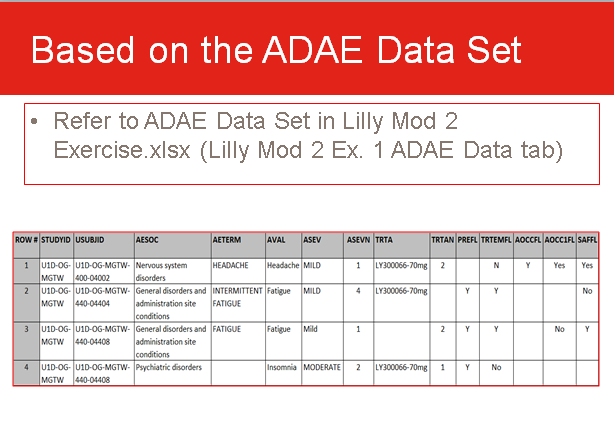 Based on the ADAE Data Set
• Refer to ADAE Data Set in Lilly Mod 2
Exercise.xlsx (Lilly Mod 2 Ex. 1 ADAE Data tab)
ROW # STUDYID USUBJID AESOC AETERM AVAL ASEV ASEVN TRTA TRTAN PREFL TRTEMFL AOCCFL AOCC1FL SAFFL
1 U1D-OG- U1D-OG-MGTW- Nervous system HEADACHE Headache MILD 1 LY300066-70mg 2 N Y Yes Yes
MGTW 400-04002 disorders
2 U1D-OG- U1D-OG-MGTW- General disorders and INTERMITTENT Fatigue MILD 4 LY300066-70mg Y Y No
MGTW 440-04404 administration site FATIGUE
conditions
3 U1D-OG- U1D-OG-MGTW- General disorders and FATIGUE Fatigue Mild 1 2 Y Y No Y
MGTW 440-04408 administration site
conditions
4 U1D-OG- U1D-OG-MGTW- Psychiatric disorders Insomnia MODERATE 2 LY300066-70mg 1 Y No
MGTW 440-04408